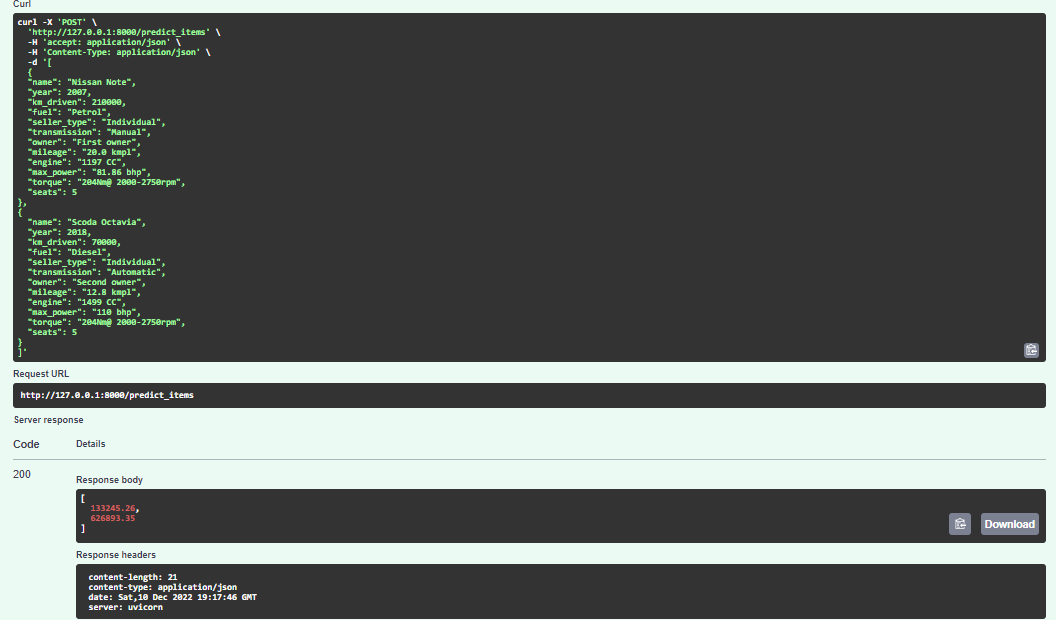 Curl
curl -X 'POST' \
'http://127.0.0.1:8000/predict_items' \
-H 'accept: application/json' \
-H 'Content-Type: application/json' \
-d '[
{
"name": "Nissan Note",
"year": 2007,
"km_driven": 210000,
"fuel": "Petrol",
"seller_type": "Individual",
"transmission": "Manual",
"owner": "First owner",
"mileage": "20.0 kmpl",
"engine": "1197 CC",
"max_power": "81.86 bhp",
"torque": "204Nm@ 2000-2750rpm",
"seats": 5
},
{
"name": "Scoda Octavia",
"year": 2018,
"km_driven": 70000,
"fuel": "Diesel",
"seller_type": "Individual",
"transmission": "Automatic",
"owner": "Second owner",
"mileage": "12.8 kmpl",
"engine": "1499 CC",
"max_power": "110 bhp",
"torque": "204Nm@ 2000-2750rpm",
"seats": 5
}
]'
Request URL
http://127.0.0.1:8000/predict_items
Server response
Code Details
200
Response body
[
133245.26,
626893.35
]
Download
Response headers
content-length: 21
content-type: application/json
date: Sat,10 Dec 2022 19:17:46 GMT
server: uvicorn